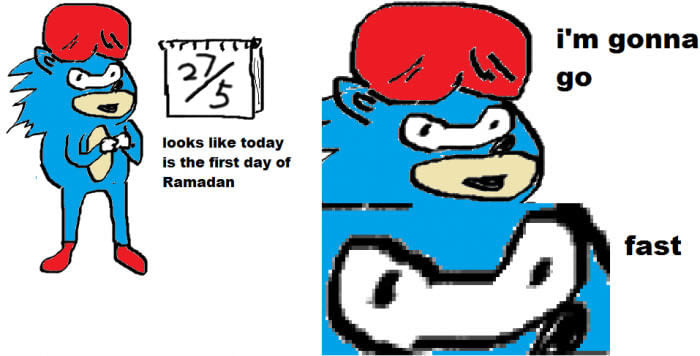 27/5
looks like today
is the first day of
Ramadan
i'm gonna
go
fast